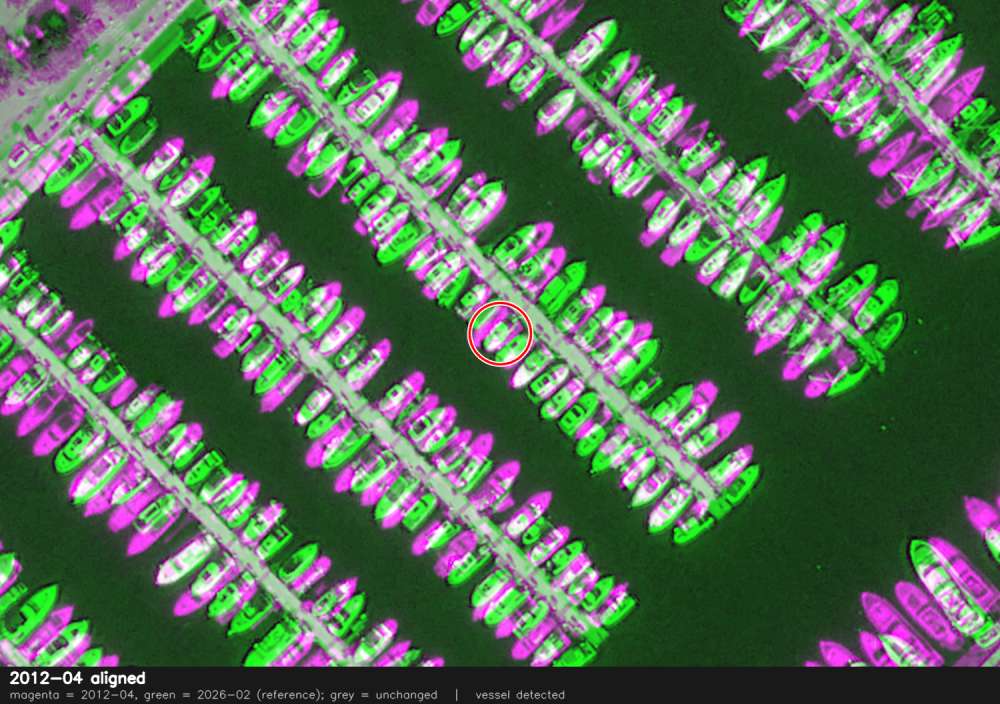 2012-04 aligned
magenta = 2012-04, green = 2026-02 (reference); grey = unchanged | vessel detected